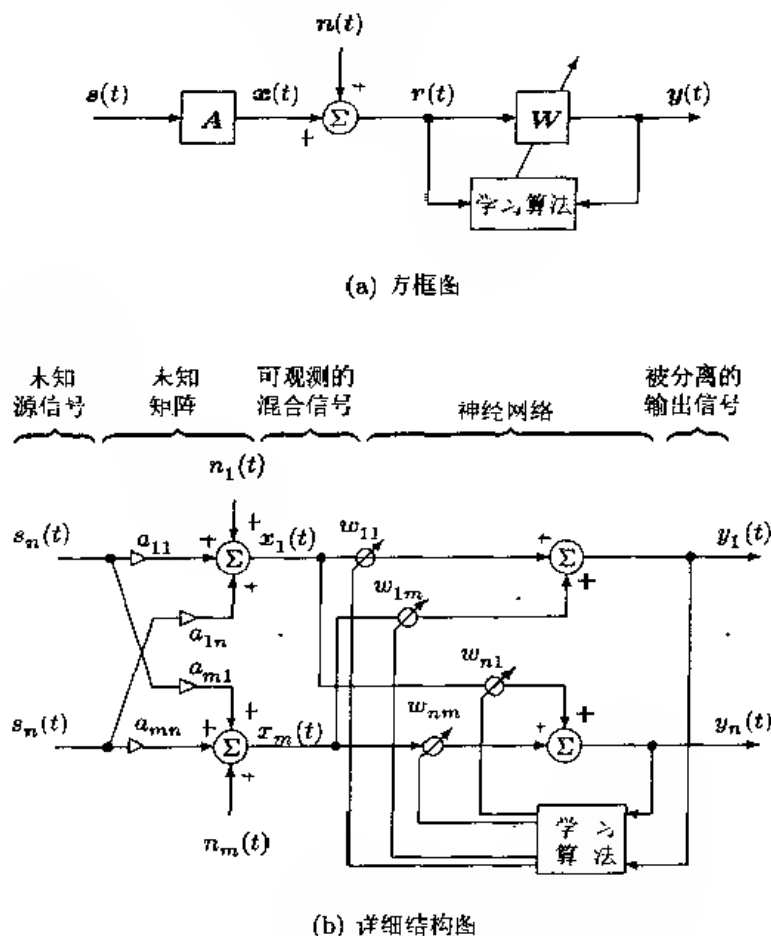 n(t)
s(t) A x(t) + + Σ r(t) W y(t)
学习算法
(a) 方框图
未知 未知 可观测的 神经网络 被分离的
源信号 矩阵 混合信号 输出信号
n₁(t)
sₙ(t) a₁₁ + + Σ x₁(t) w₁₁ + Σ y₁(t)
+ w₁ₘ +
a₁ₙ
aₘ₁ wₙ₁
+ wₙₘ +
sₙ(t) aₘₙ + Σ xₘ(t) + Σ yₙ(t)
+
nₘ(t)
学 习
算 法
(b) 详细结构图